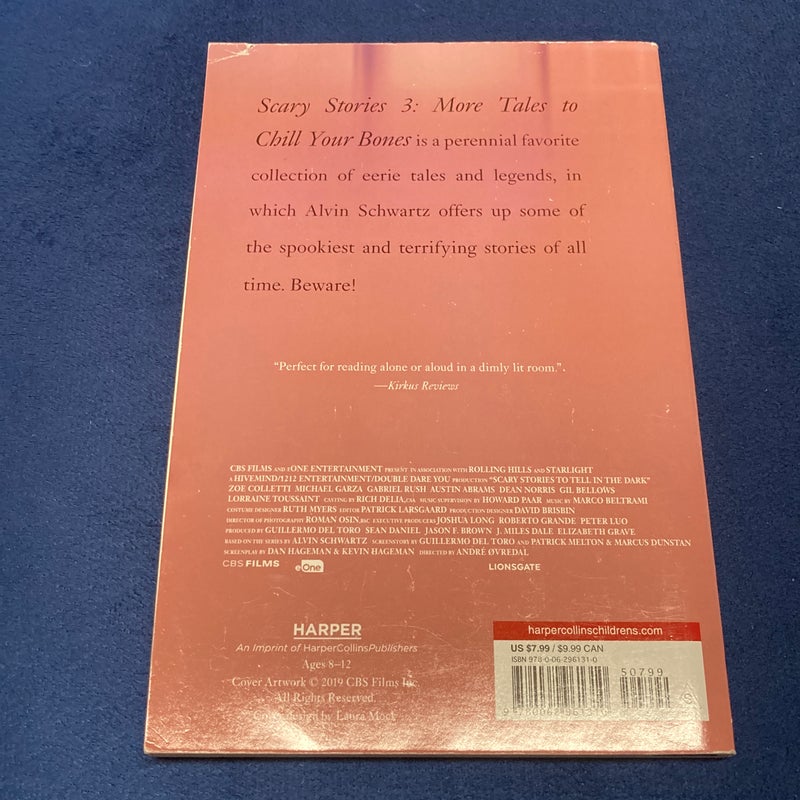 Scary Stories 3: More Tales to
Chill Your Bones is a perennial favorite
collection of eerie tales and legends, in
which Alvin Schwartz offers up some of
the spookiest and terrifying stories of all
time. Beware!
“Perfect for reading alone or aloud in a dimly lit room.”.
—Kirkus Reviews
CBS FILMS AND EONE ENTERTAINMENT PRESENT IN ASSOCIATION WITH ROLLING HILLS AND STARLIGHT
A HIVEMIND/1212 ENTERTAINMENT/DOUBLE DARE YOU PRODUCTION “SCARY STORIES TO TELL IN THE DARK”
ZOE COLLETTI MICHAEL GARZA GABRIEL RUSH AUSTIN ABRAMS DEAN NORRIS GIL BELLOWS
LORRAINE TOUSSAINT CASTING BY RICH DELIA, CSA MUSIC SUPERVISION BY HOWARD PAAR MUSIC BY MARCO BELTRAMI
COSTUME DESIGNER RUTH MYERS EDITOR PATRICK LARSGAARD PRODUCTION DESIGNER DAVID BRISBIN
DIRECTOR OF PHOTOGRAPHY ROMAN OSIN, BSC EXECUTIVE PRODUCERS JOSHUA LONG ROBERTO GRANDE PETER LUO
PRODUCED BY GUILLERMO DEL TORO SEAN DANIEL JASON F. BROWN J. MILES DALE ELIZABETH GRAVE
BASED ON THE SERIES BY ALVIN SCHWARTZ SCREENSTORY BY GUILLERMO DEL TORO AND PATRICK MELTON & MARCUS DUNSTAN
SCREENPLAY BY DAN HAGEMAN & KEVIN HAGEMAN DIRECTED BY ANDRÉ ØVREDAL
CBS FILMS eOne LIONSGATE
HARPER
An Imprint of HarperCollinsPublishers
Ages 8–12
Cover Artwork © 2019 CBS Films Inc.
All Rights Reserved.
Cover design by Laura Mock
harpercollinschildrens.com
US $7.99 / $9.99 CAN
ISBN 978-0-06-296131-0
50799